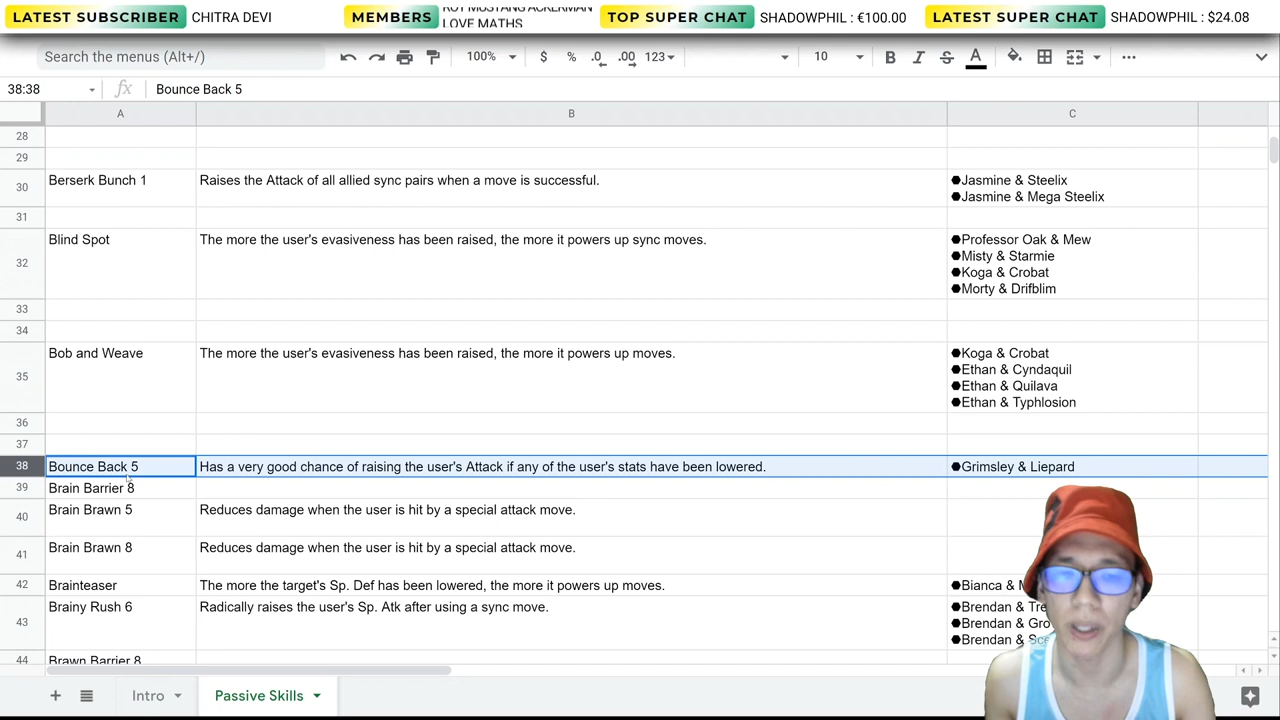 LATEST SUBSCRIBER CHITRA DEVI MEMBERS LOVE MATHS TOP SUPER CHAT SHADOWPHIL : €100.00 LATEST SUPER CHAT SHADOWPHIL : $24.08
Search the menus (Alt+/) 100% $ % .0 .00 123 10 B I S A
38:38 fx Bounce Back 5
A B C
28
29
30 Berserk Bunch 1 Raises the Attack of all allied sync pairs when a move is successful. ●Jasmine & Steelix
●Jasmine & Mega Steelix
31
32 Blind Spot The more the user's evasiveness has been raised, the more it powers up sync moves. ●Professor Oak & Mew
●Misty & Starmie
●Koga & Crobat
●Morty & Drifblim
33
34
35 Bob and Weave The more the user's evasiveness has been raised, the more it powers up moves. ●Koga & Crobat
●Ethan & Cyndaquil
●Ethan & Quilava
●Ethan & Typhlosion
36
37
38 Bounce Back 5 Has a very good chance of raising the user's Attack if any of the user's stats have been lowered. ●Grimsley & Liepard
39 Brain Barrier 8
40 Brain Brawn 5 Reduces damage when the user is hit by a special attack move.
41 Brain Brawn 8 Reduces damage when the user is hit by a special attack move.
42 Brainteaser The more the target's Sp. Def has been lowered, the more it powers up moves. ●Bianca &
43 Brainy Rush 6 Radically raises the user's Sp. Atk after using a sync move. ●Brendan &
●Brendan &
●Brendan &
44 Brawn Barrier 8
Intro Passive Skills